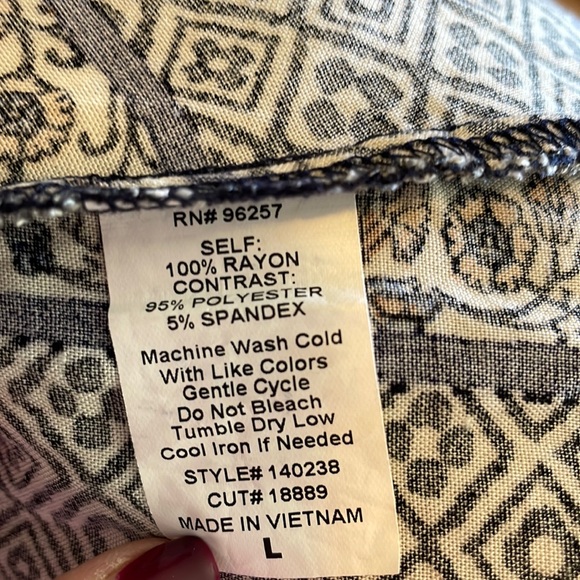 RN# 96257
SELF:
100% RAYON
CONTRAST:
95% POLYESTER
5% SPANDEX
Machine Wash Cold
With Like Colors
Gentle Cycle
Do Not Bleach
Tumble Dry Low
Cool Iron If Needed
STYLE# 140238
CUT# 18889
MADE IN VIETNAM
L